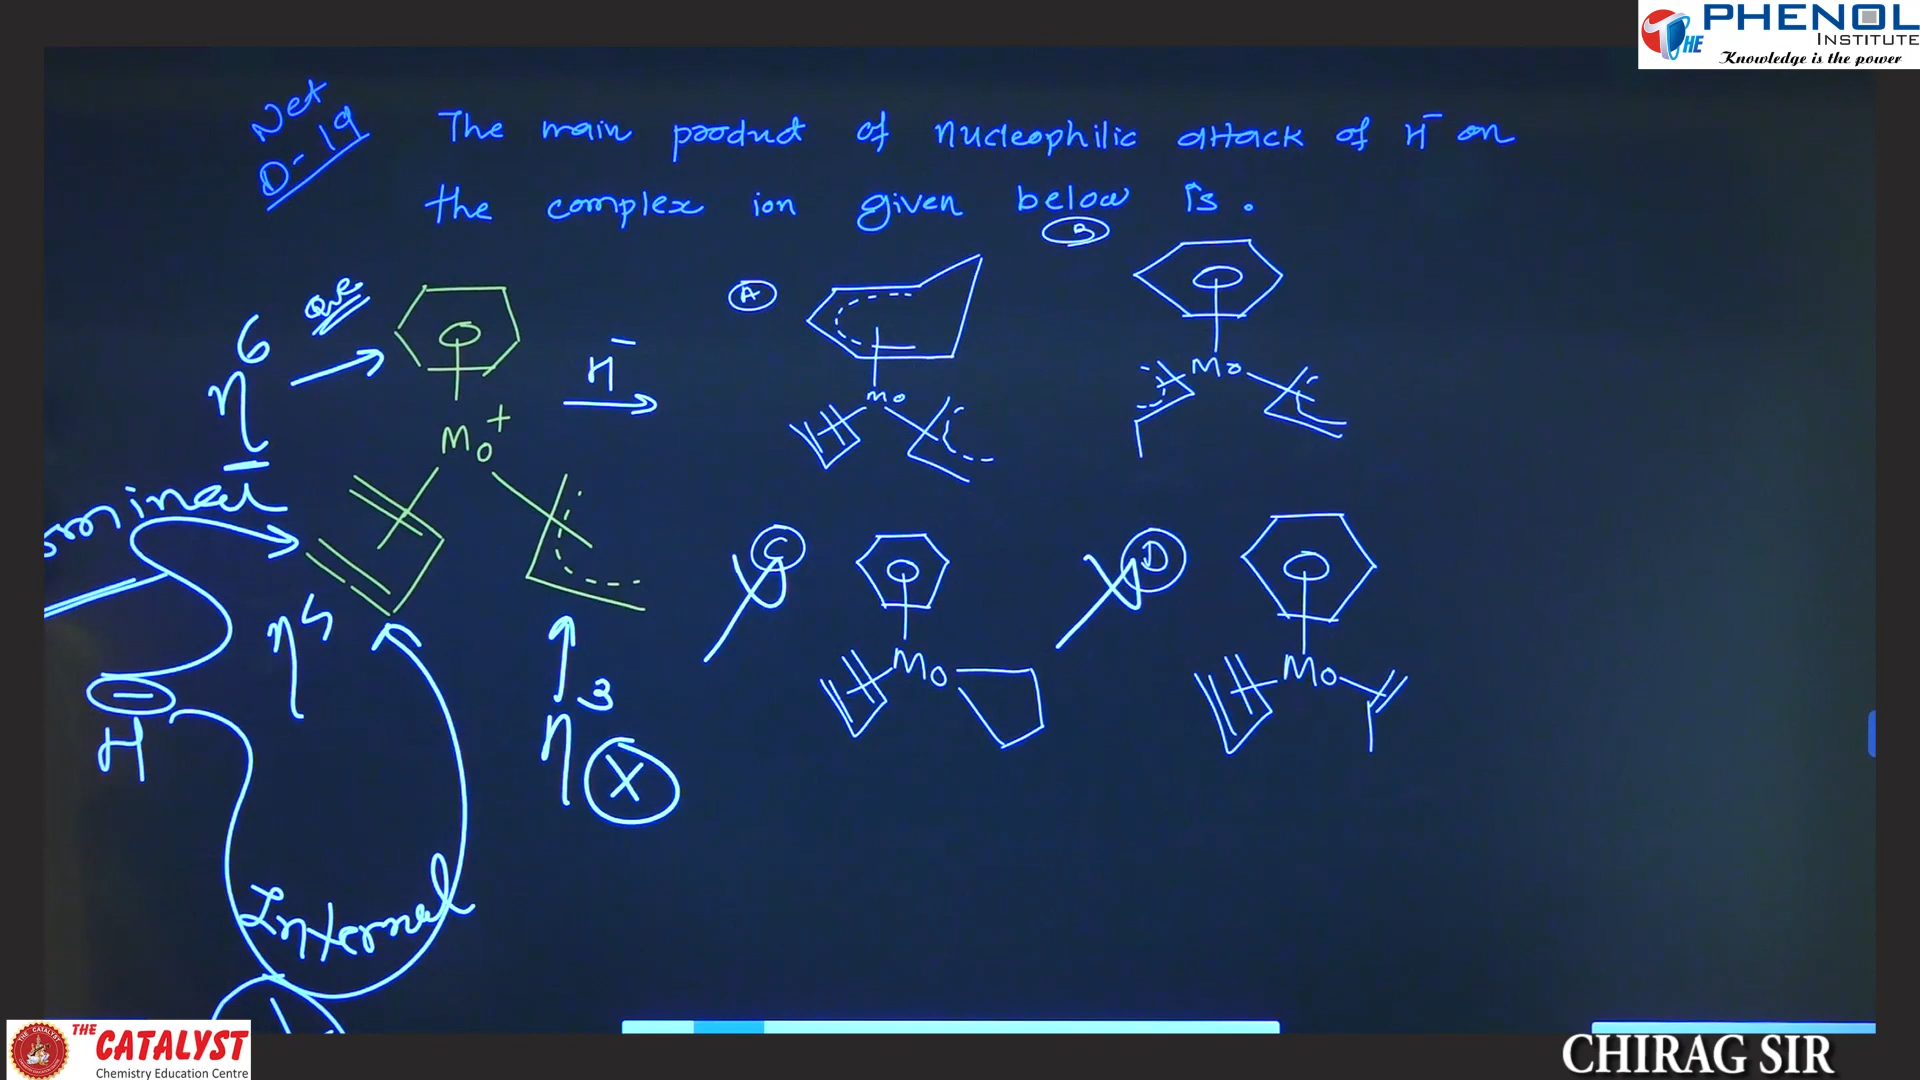 THE PHENOL
INSTITUTE
Knowledge is the power
Net
D-19
The main product of nucleophilic attack of H⁻ on
the complex ion given below is.
Que
η⁶
H⁻
Mo⁺
A
Mo
B
Mo
η⁴
H
η³
X
Internal
C
Mo
D
Mo
THE CATALYST
Chemistry Education Centre
CHIRAG SIR